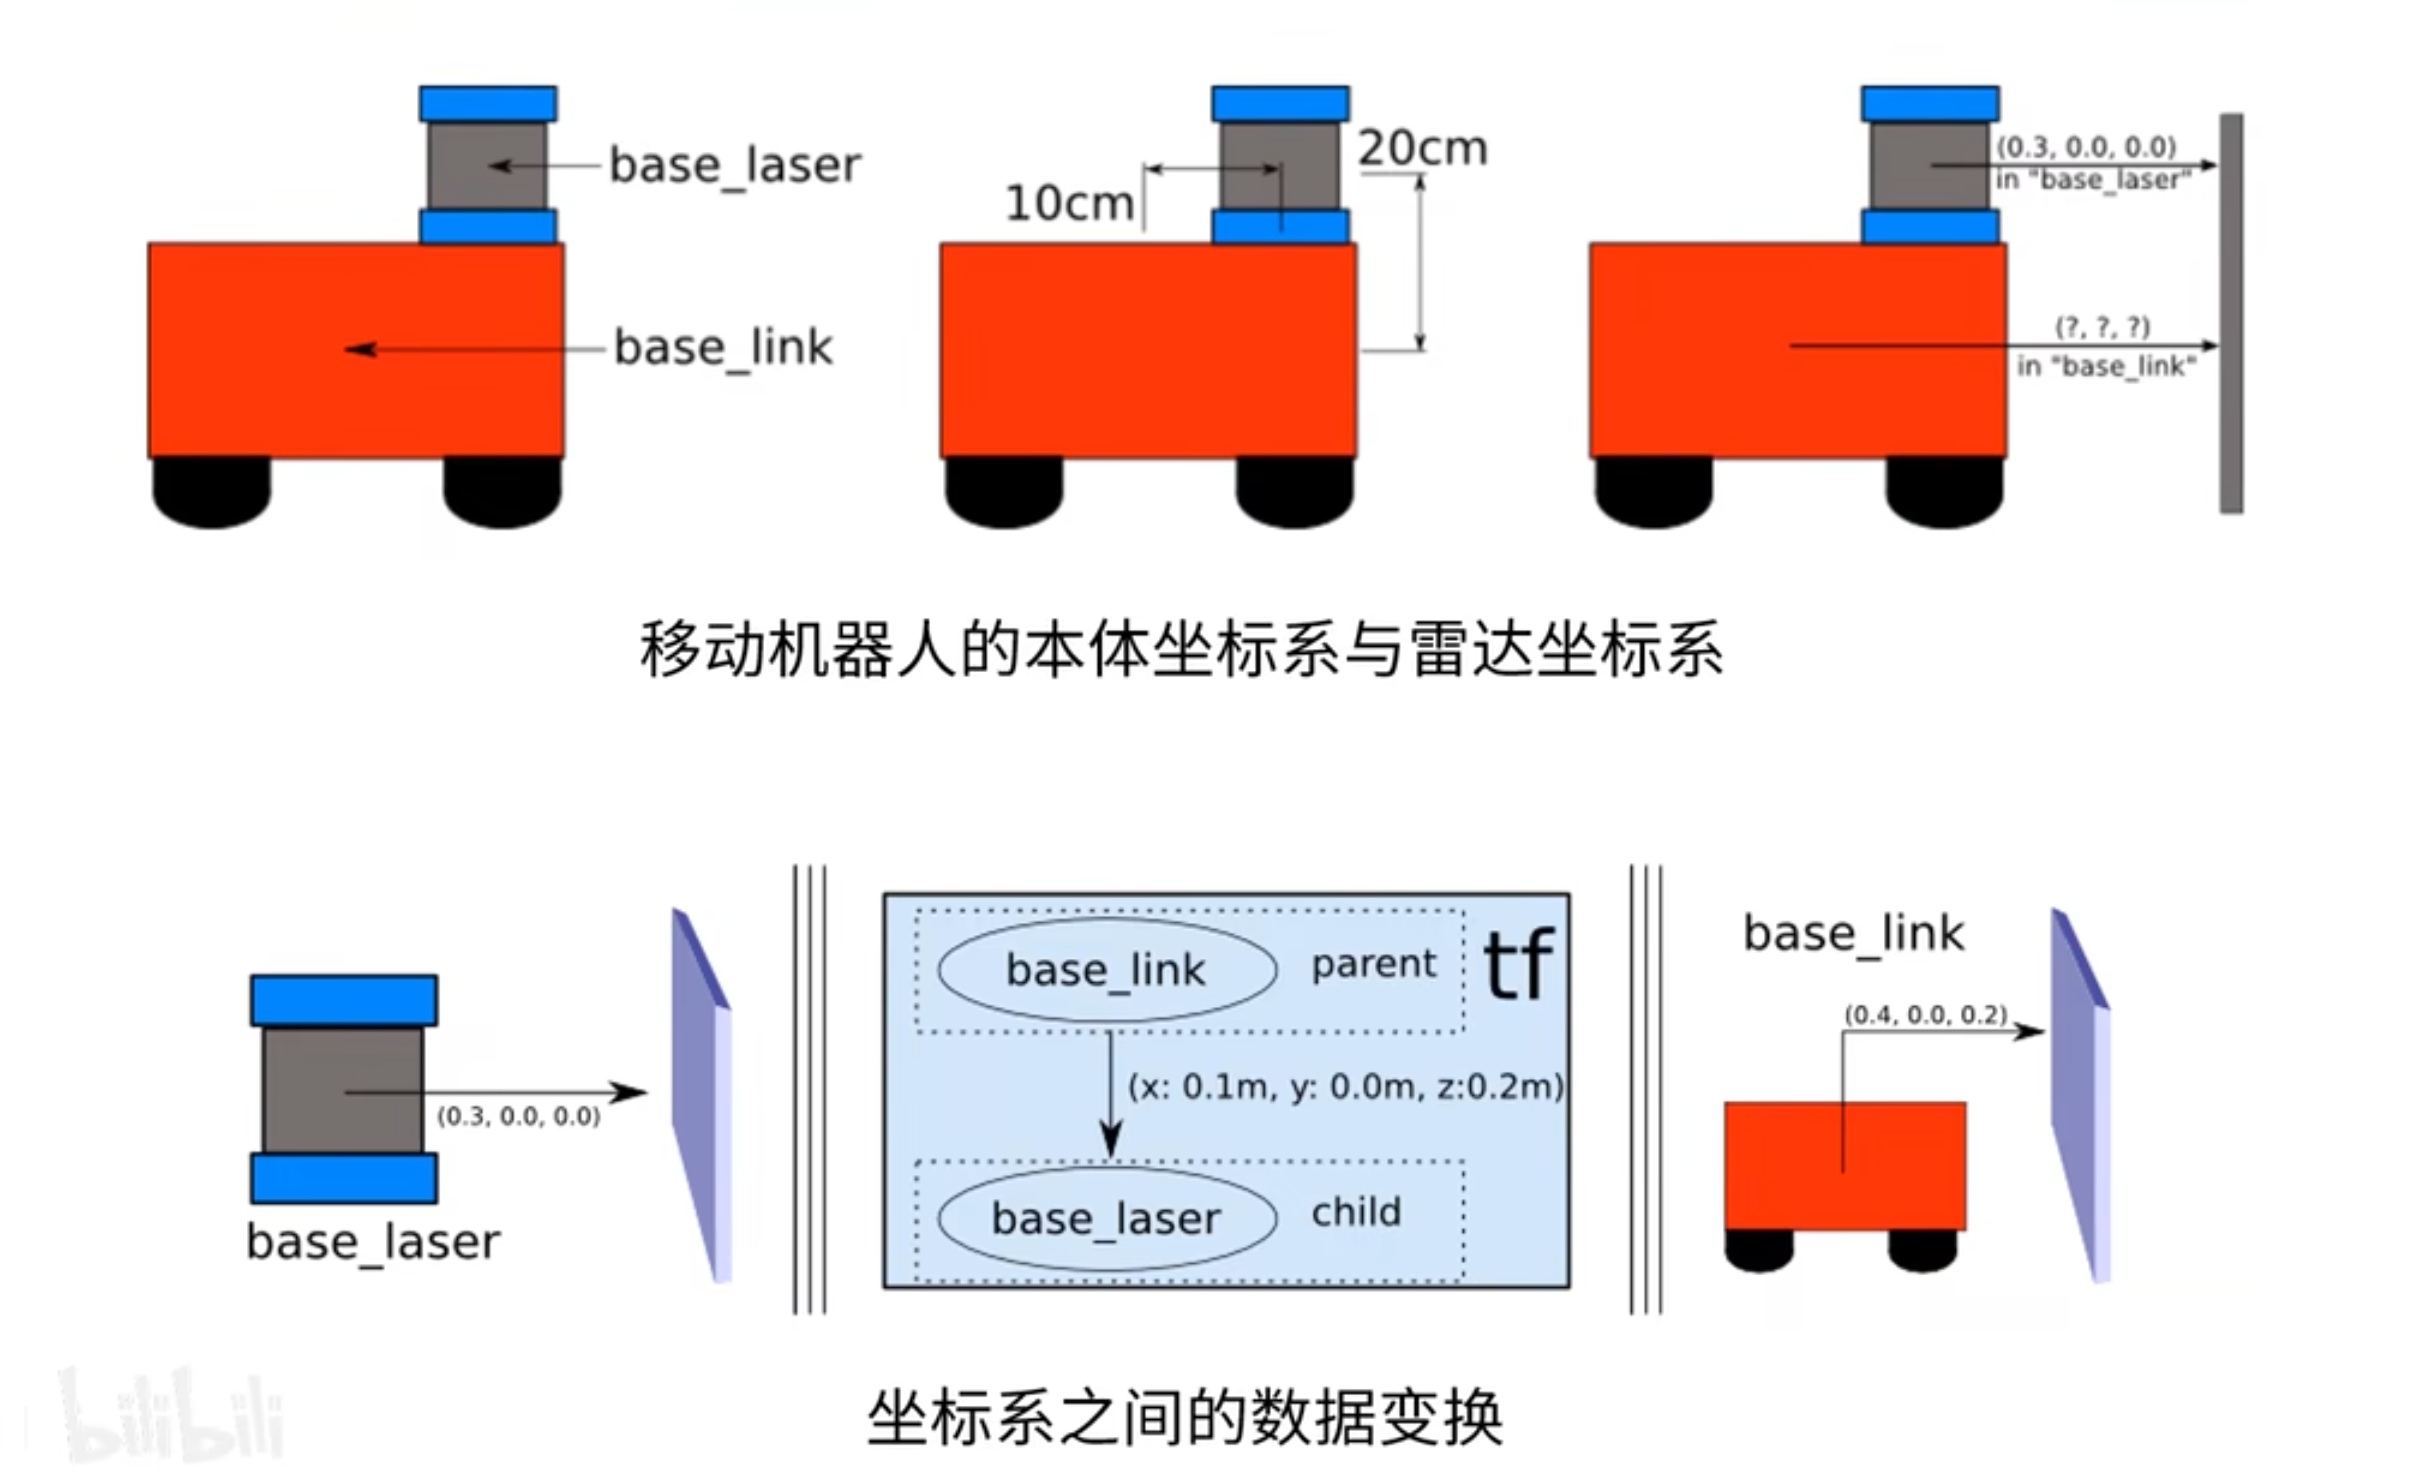 base_laser
base_link
10cm
20cm
(0.3, 0.0, 0.0)
in "base_laser"
(?, ?, ?)
in "base_link"
移动机器人的本体坐标系与雷达坐标系
(0.3, 0.0, 0.0)
base_laser
base_link parent
tf
(x: 0.1m, y: 0.0m, z:0.2m)
base_laser child
base_link
(0.4, 0.0, 0.2)
坐标系之间的数据变换
bilibili